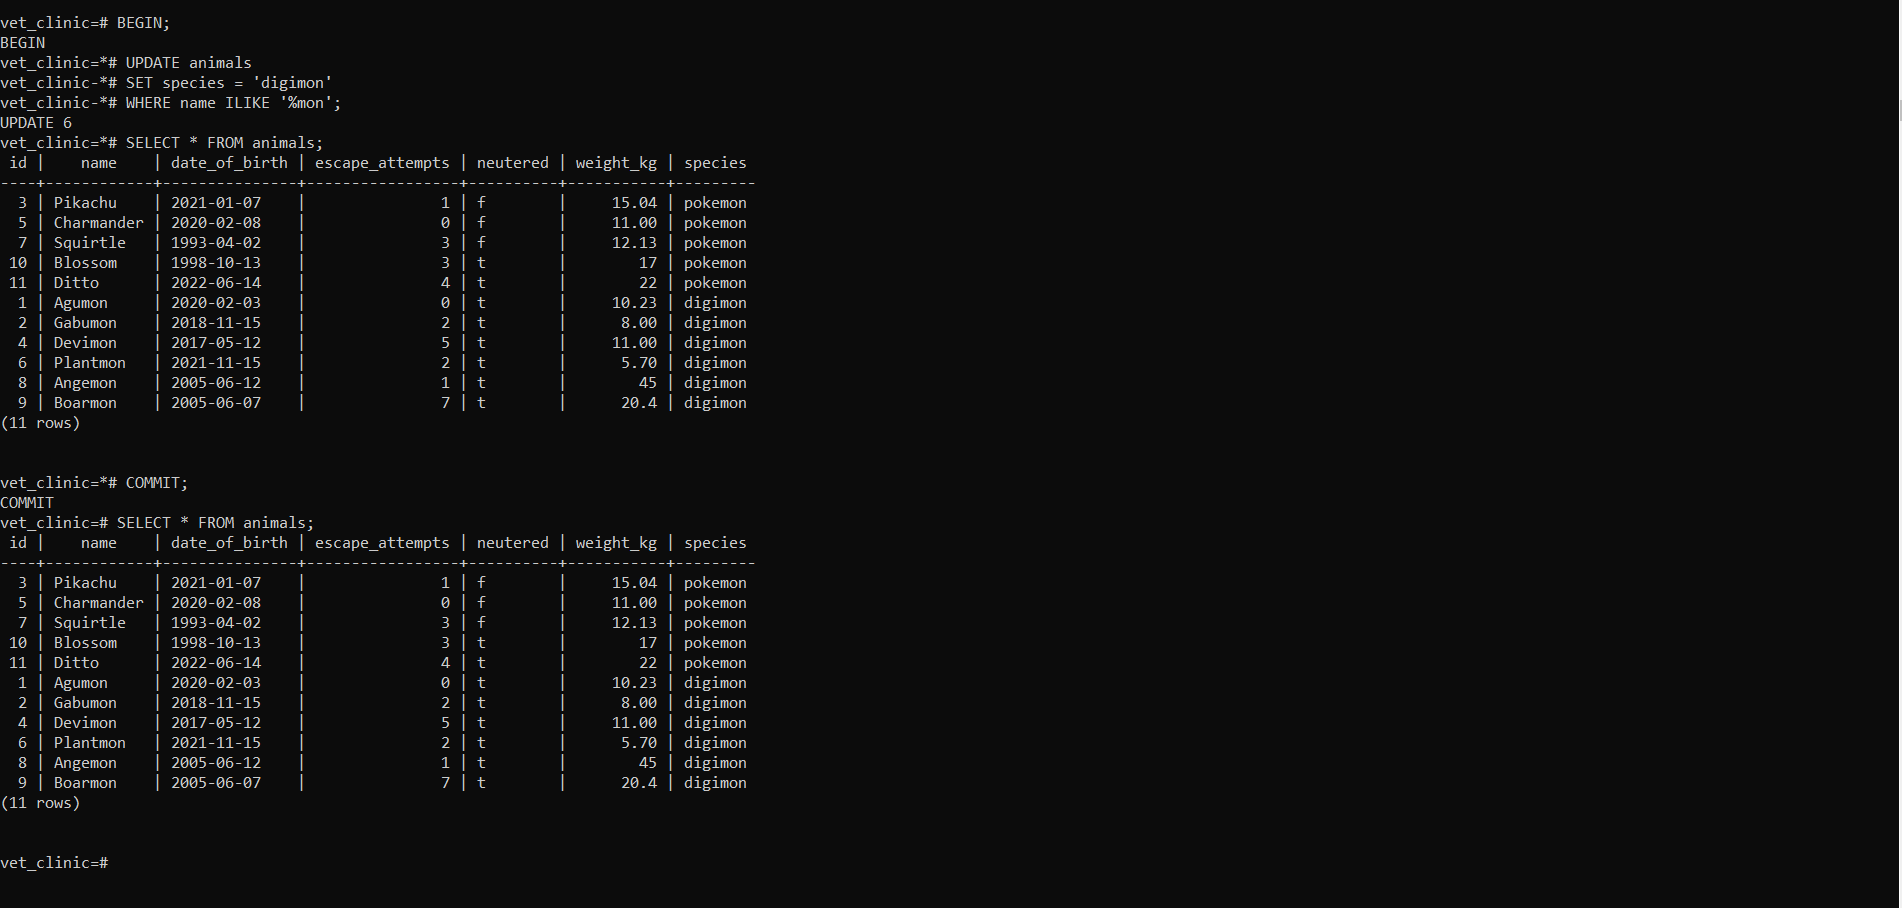 vet_clinic=# BEGIN;
BEGIN
vet_clinic=*# UPDATE animals
vet_clinic-*# SET species = 'digimon'
vet_clinic-*# WHERE name ILIKE '%mon';
UPDATE 6
vet_clinic=*# SELECT * FROM animals;
 id |    name    | date_of_birth | escape_attempts | neutered | weight_kg | species
----+------------+---------------+-----------------+----------+-----------+---------
  3 | Pikachu    | 2021-01-07    |               1 | f        |     15.04 | pokemon
  5 | Charmander | 2020-02-08    |               0 | f        |     11.00 | pokemon
  7 | Squirtle   | 1993-04-02    |               3 | f        |     12.13 | pokemon
 10 | Blossom    | 1998-10-13    |               3 | t        |        17 | pokemon
 11 | Ditto      | 2022-06-14    |               4 | t        |        22 | pokemon
  1 | Agumon     | 2020-02-03    |               0 | t        |     10.23 | digimon
  2 | Gabumon    | 2018-11-15    |               2 | t        |      8.00 | digimon
  4 | Devimon    | 2017-05-12    |               5 | t        |     11.00 | digimon
  6 | Plantmon   | 2021-11-15    |               2 | t        |      5.70 | digimon
  8 | Angemon    | 2005-06-12    |               1 | t        |        45 | digimon
  9 | Boarmon    | 2005-06-07    |               7 | t        |      20.4 | digimon
(11 rows)
vet_clinic=*# COMMIT;
COMMIT
vet_clinic=# SELECT * FROM animals;
 id |    name    | date_of_birth | escape_attempts | neutered | weight_kg | species
----+------------+---------------+-----------------+----------+-----------+---------
  3 | Pikachu    | 2021-01-07    |               1 | f        |     15.04 | pokemon
  5 | Charmander | 2020-02-08    |               0 | f        |     11.00 | pokemon
  7 | Squirtle   | 1993-04-02    |               3 | f        |     12.13 | pokemon
 10 | Blossom    | 1998-10-13    |               3 | t        |        17 | pokemon
 11 | Ditto      | 2022-06-14    |               4 | t        |        22 | pokemon
  1 | Agumon     | 2020-02-03    |               0 | t        |     10.23 | digimon
  2 | Gabumon    | 2018-11-15    |               2 | t        |      8.00 | digimon
  4 | Devimon    | 2017-05-12    |               5 | t        |     11.00 | digimon
  6 | Plantmon   | 2021-11-15    |               2 | t        |      5.70 | digimon
  8 | Angemon    | 2005-06-12    |               1 | t        |        45 | digimon
  9 | Boarmon    | 2005-06-07    |               7 | t        |      20.4 | digimon
(11 rows)
vet_clinic=#